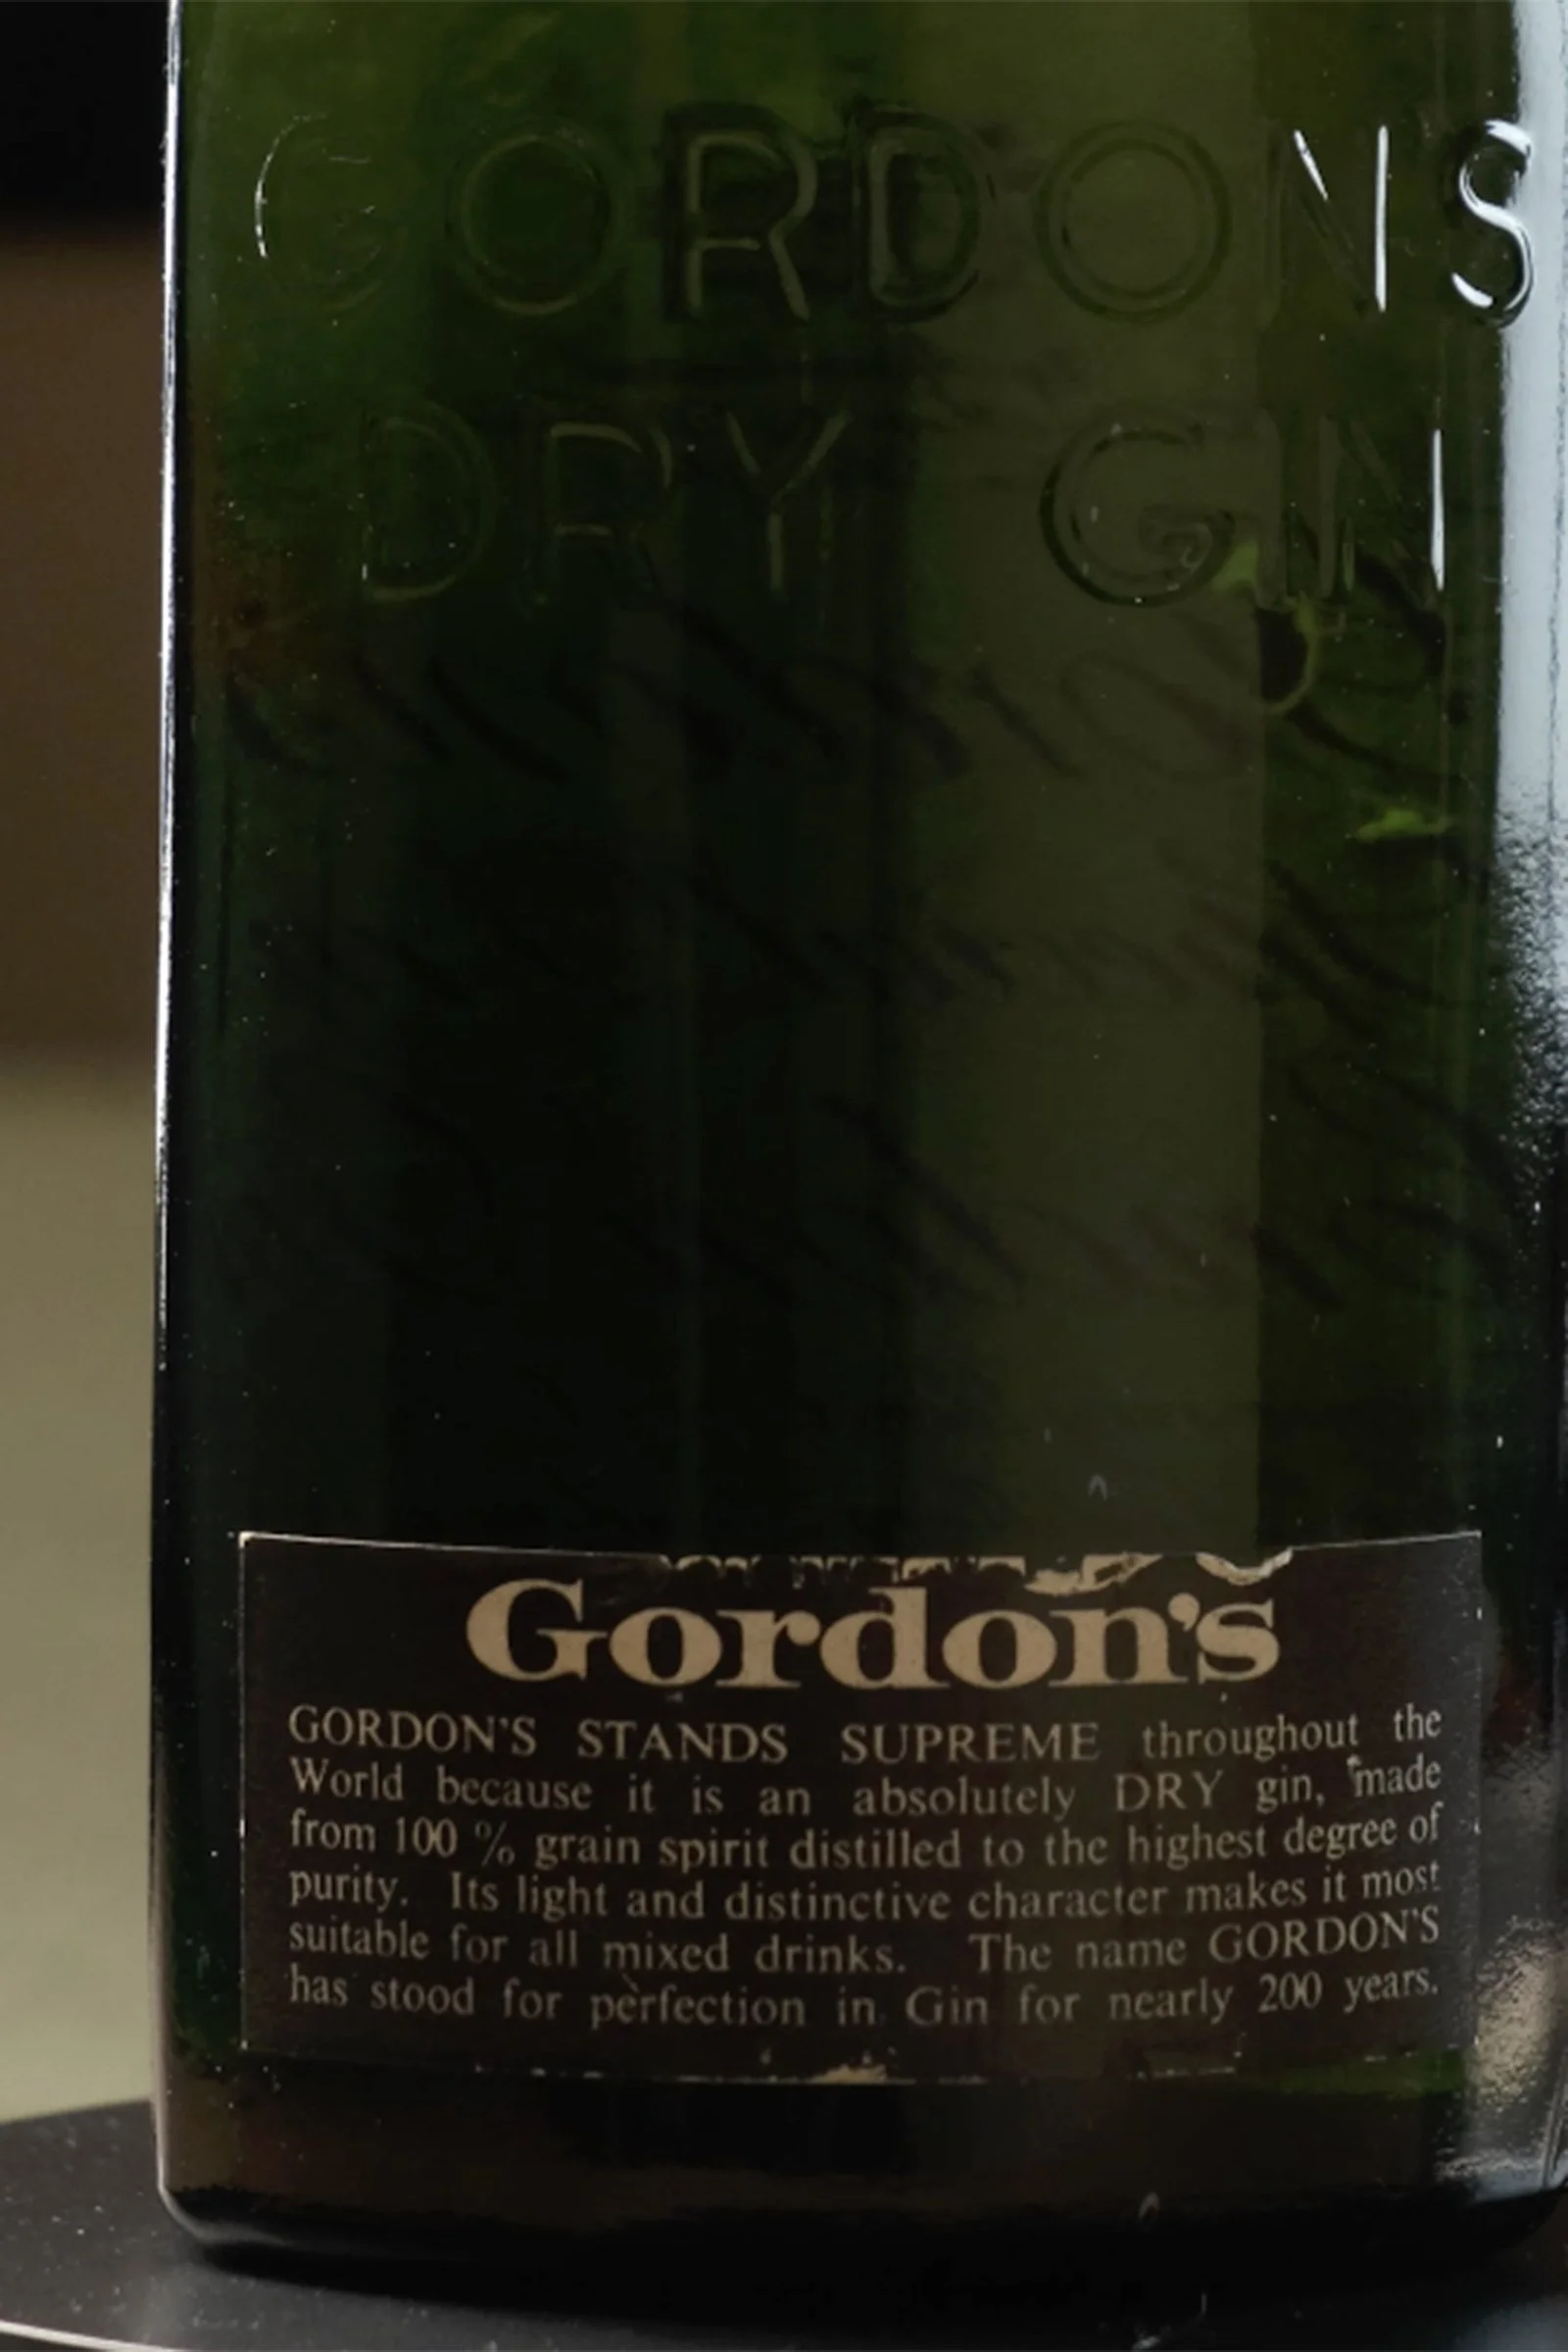 GORDONS
DRY GIN
Gordon's
GORDON'S STANDS SUPREME throughout the
World because it is an absolutely DRY gin, made
from 100 % grain spirit distilled to the highest degree of
purity. Its light and distinctive character makes it most
suitable for all mixed drinks. The name GORDON'S
has stood for perfection in Gin for nearly 200 years.